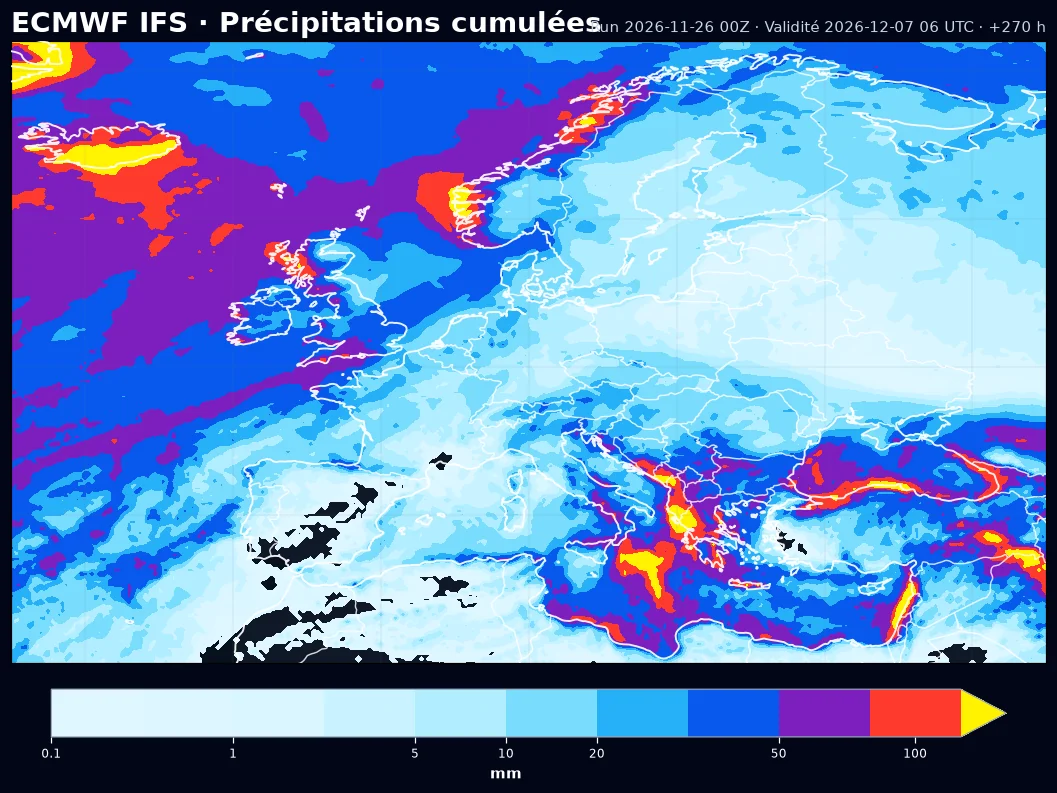 ECMWF IFS · Précipitations cumulées
Run 2026-11-26 00Z · Validité 2026-12-07 06 UTC · +270 h
0.1 1 5 10 20 50 100
mm